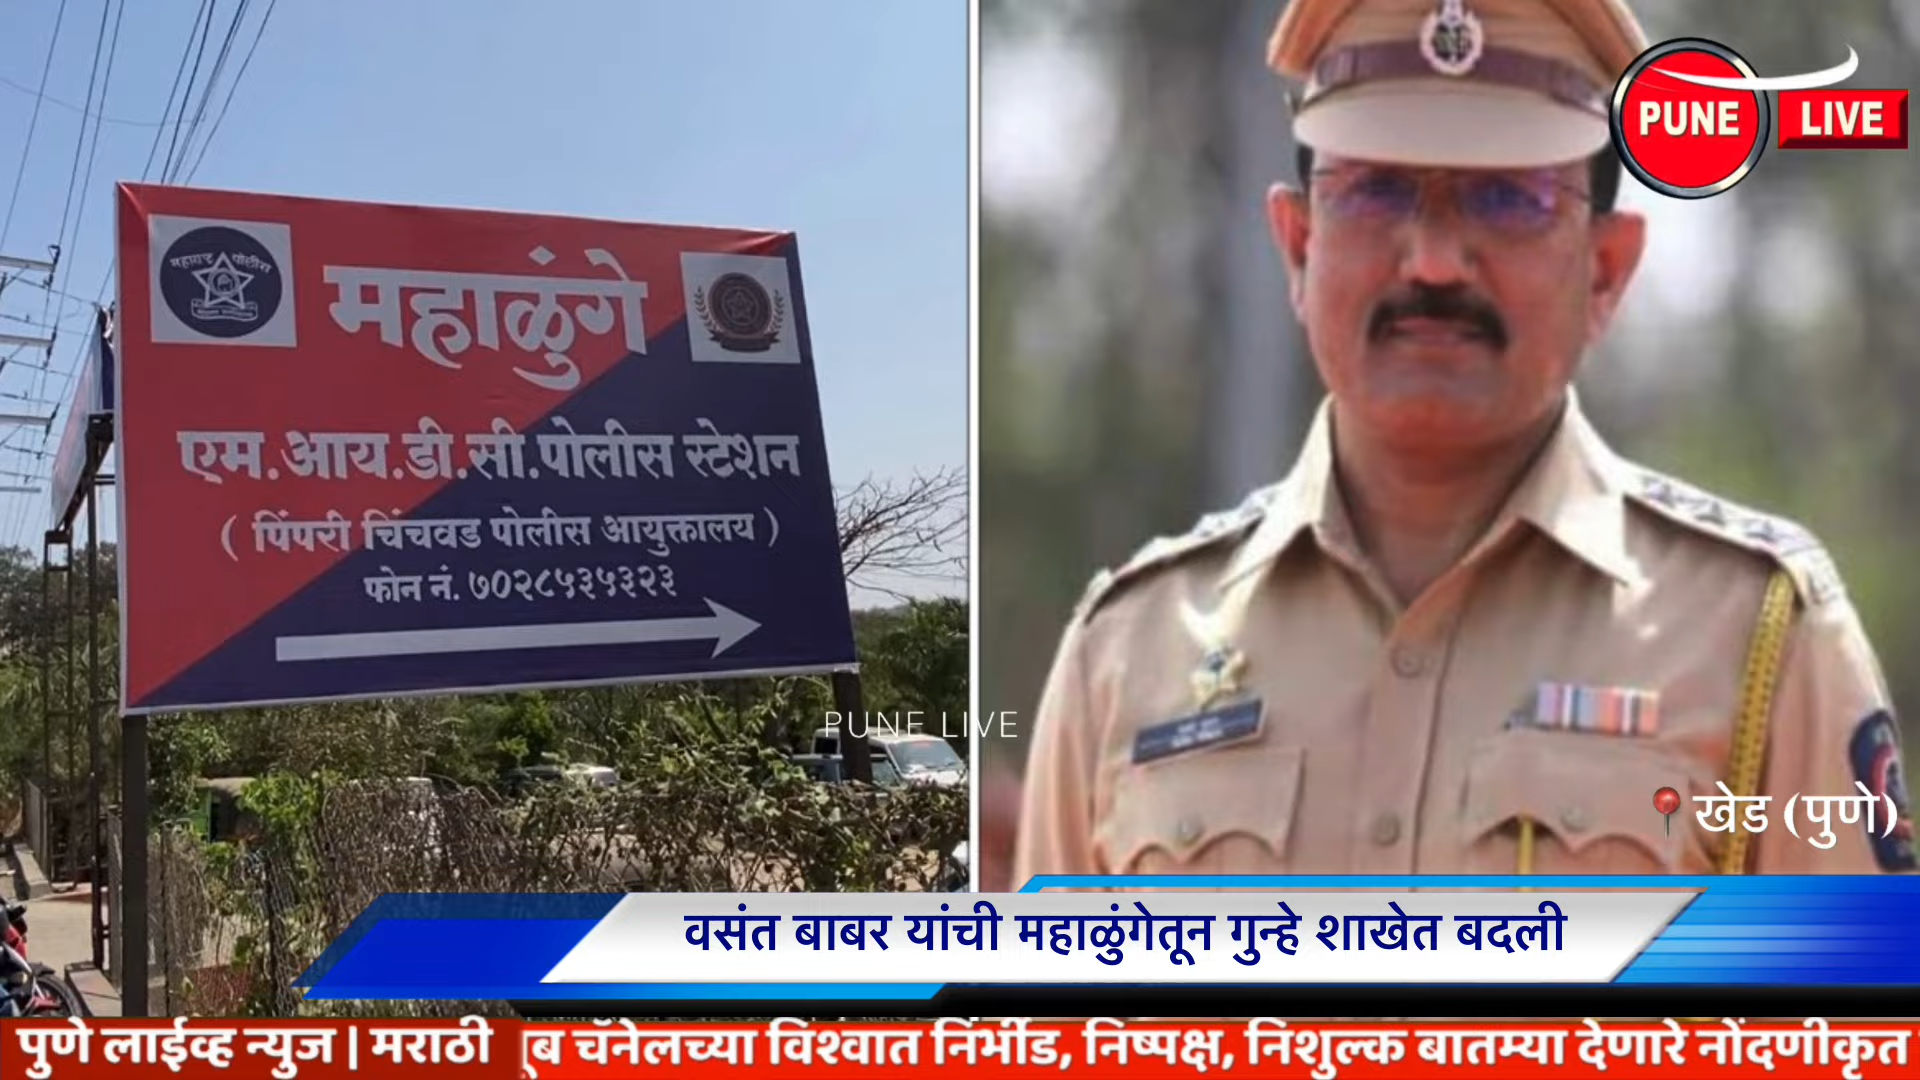 महाराष्ट्र पोलीस
महाळुंगे
एम.आय.डी.सी.पोलीस स्टेशन
( पिंपरी चिंचवड पोलीस आयुक्तालय )
फोन नं. ७०२८५३५३२३
PUNE LIVE
PUNE LIVE
खेड (पुणे)
वसंत बाबर यांची महाळुंगेतून गुन्हे शाखेत बदली
पुणे लाईव्ह न्युज | मराठी
चॅनेलच्या विश्वात निर्भीड, निष्पक्ष, निशुल्क बातम्या देणारे नोंदणीकृत